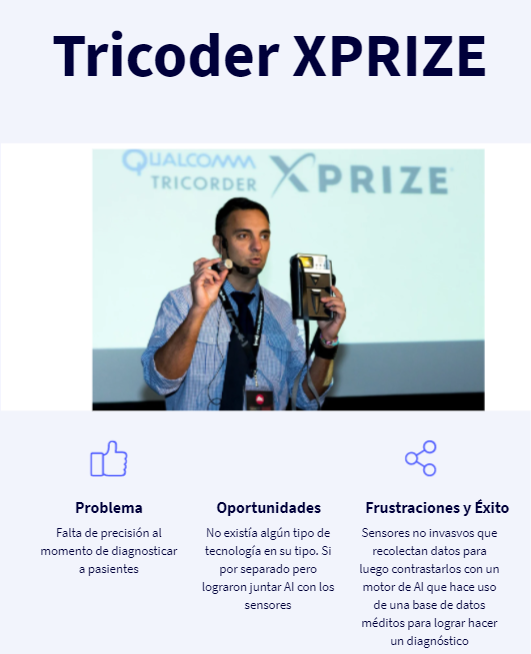 Tricoder XPRIZE
QUALCOMM
TRICORDER
XPRIZE
Problema
Falta de precisión al
momento de diagnosticar
a pacientes
Oportunidades
No existía algún tipo de
tecnología en su tipo. Si
por separado pero
lograron juntar AI con los
sensores
Frustraciones y Éxito
Sensores no invasvos que
recolectan datos para
luego contrastarlos con un
motor de AI que hace uso
de una base de datos
méditos para lograr hacer
un diagnóstico